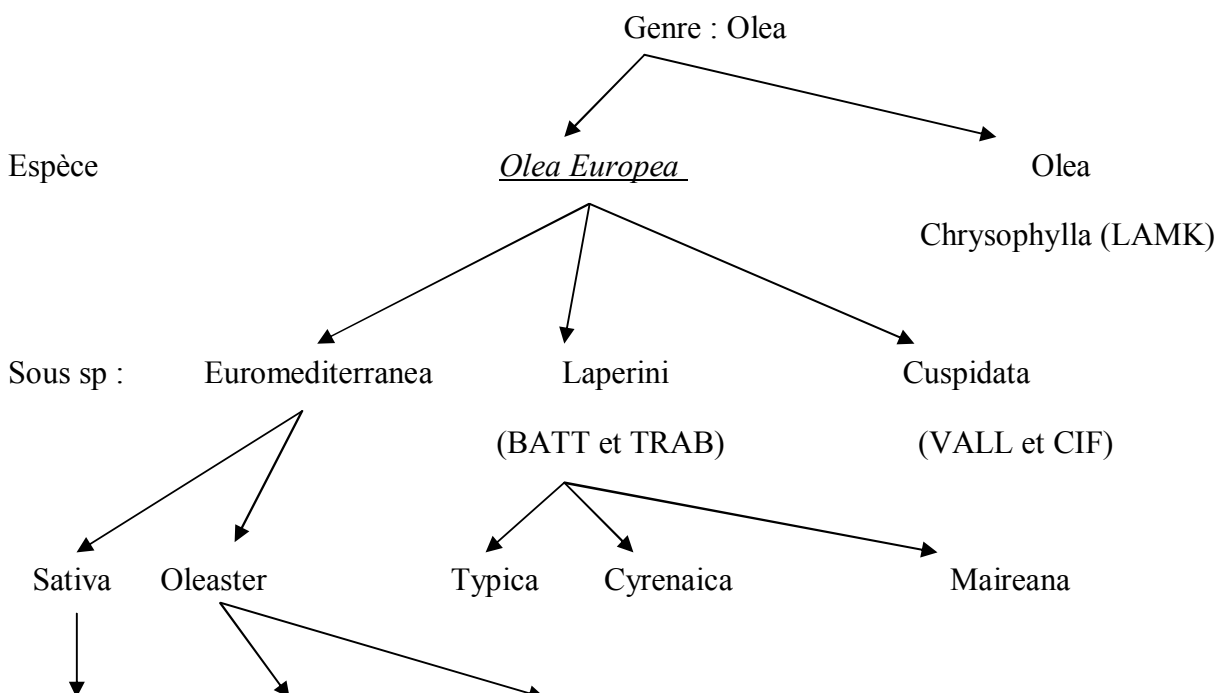 Genre : Olea
Espèce Olea Europea Olea
Chrysophylla (LAMK)
Sous sp : Euromediterranea Laperini Cuspidata
(BATT et TRAB) (VALL et CIF)
Sativa Oleaster Typica Cyrenaica Maireana